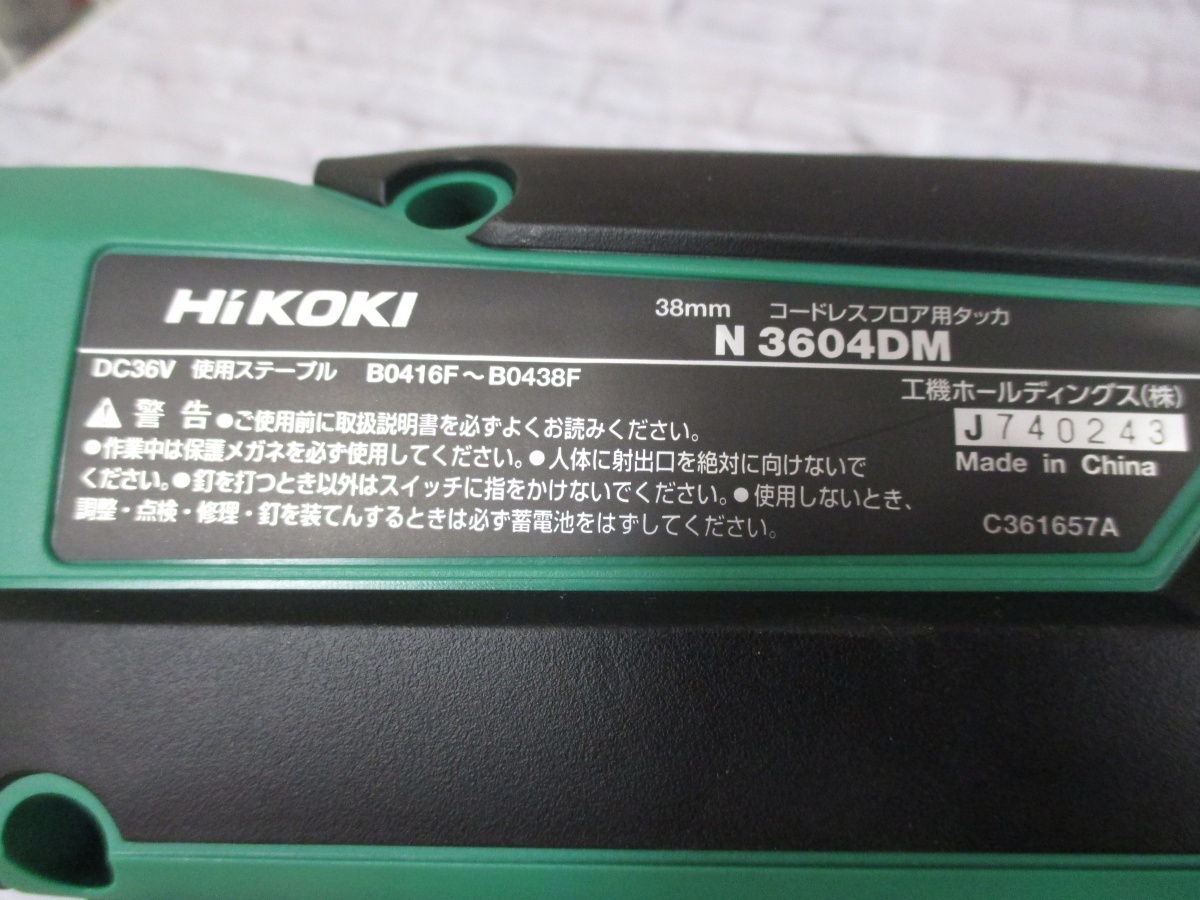 HiKOKI
38mm コードレスフロア用タッカ
N 3604DM
DC36V 使用ステープル B0416F～B0438F
工機ホールディングス(株)
J740243
Made in China
C361657A
警告 ●ご使用前に取扱説明書を必ずよくお読みください。
●作業中は保護メガネを必ず使用してください。●人体に射出口を絶対に向けないで
ください。●釘を打つとき以外はスイッチに指をかけないでください。●使用しないとき、
調整・点検・修理・釘を装てんするときは必ず蓄電池をはずしてください。